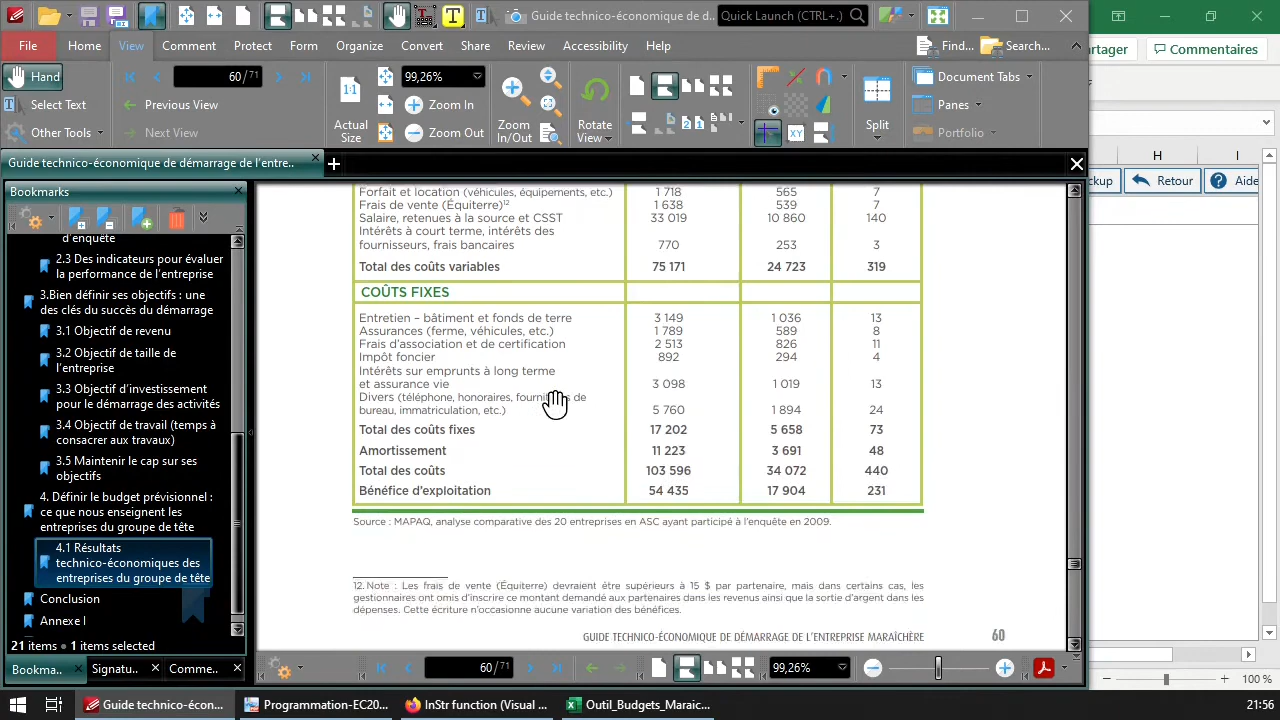 Guide technico-économique de d..
Quick Launch (CTRL+.)
File
Home
View
Comment
Protect
Form
Organize
Convert
Share
Review
Accessibility
Help
Find...
Search...
Hand
Select Text
Other Tools
60 / 71
Previous View
Next View
1:1
Actual
Size
99,26%
Zoom In
Zoom Out
Zoom
In/Out
Rotate
View
2 1
XY
Split
Document Tabs
Panes
Portfolio
artager
Commentaires
H
I
ckup
Retour
Aide
Guide technico-économique de démarrage de l'entre..
Bookmarks
d'enquête
2.3 Des indicateurs pour évaluer
la performance de l'entreprise
3.Bien définir ses objectifs : une
des clés du succès du démarrage
3.1 Objectif de revenu
3.2 Objectif de taille de
l'entreprise
3.3 Objectif d'investissement
pour le démarrage des activités
3.4 Objectif de travail (temps à
consacrer aux travaux)
3.5 Maintenir le cap sur ses
objectifs
4. Définir le budget prévisionnel :
ce que nous enseignent les
entreprises du groupe de tête
4.1 Résultats
technico-économiques des
entreprises du groupe de tête
Conclusion
Annexe I
21 items • 1 items selected
Bookma..
Signatu..
Comme..
Forfait et location (véhicules, équipements, etc.) 1 718 565 7
Frais de vente (Équiterre)12 1 638 539 7
Salaire, retenues à la source et CSST 33 019 10 860 140
Intérêts à court terme, intérêts des
fournisseurs, frais bancaires 770 253 3
Total des coûts variables 75 171 24 723 319
COÛTS FIXES
Entretien – bâtiment et fonds de terre 3 149 1 036 13
Assurances (ferme, véhicules, etc.) 1 789 589 8
Frais d'association et de certification 2 513 826 11
Impôt foncier 892 294 4
Intérêts sur emprunts à long terme
et assurance vie 3 098 1 019 13
Divers (téléphone, honoraires, de
bureau, immatriculation, etc.) 5 760 1 894 24
Total des coûts fixes 17 202 5 658 73
Amortissement 11 223 3 691 48
Total des coûts 103 596 34 072 440
Bénéfice d'exploitation 54 435 17 904 231
Source : MAPAQ, analyse comparative des 20 entreprises en ASC ayant participé à l'enquête en 2009.
12. Note : Les frais de vente (Équiterre) devraient être supérieurs à 15 $ par partenaire, mais dans certains cas, les
gestionnaires ont omis d'inscrire ce montant demandé aux partenaires dans les revenus ainsi que la sortie d'argent dans les
dépenses. Cette écriture n'occasionne aucune variation des bénéfices.
GUIDE TECHNICO-ÉCONOMIQUE DE DÉMARRAGE DE L'ENTREPRISE MARAÎCHÈRE 60
60 / 71
99,26%
100 %
Guide technico-écon...
Programmation-EC20...
InStr function (Visual ...
Outil_Budgets_Maraic...
21:56